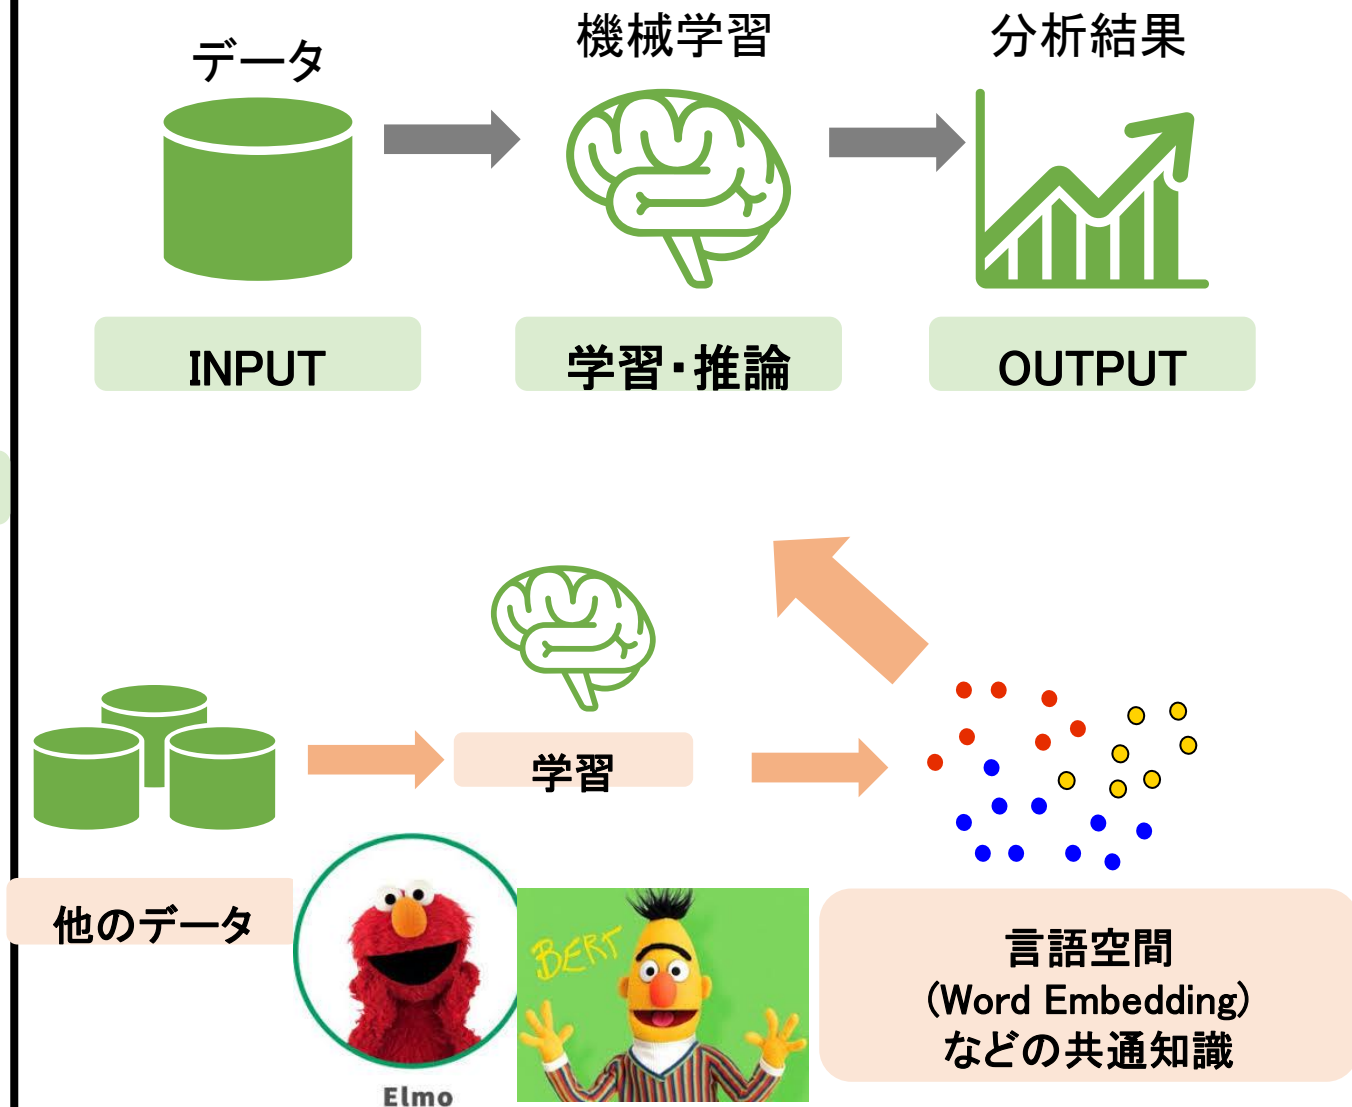 データ
機械学習
分析結果
INPUT
学習・推論
OUTPUT
学習
他のデータ
BERT
Elmo
言語空間
(Word Embedding)
などの共通知識